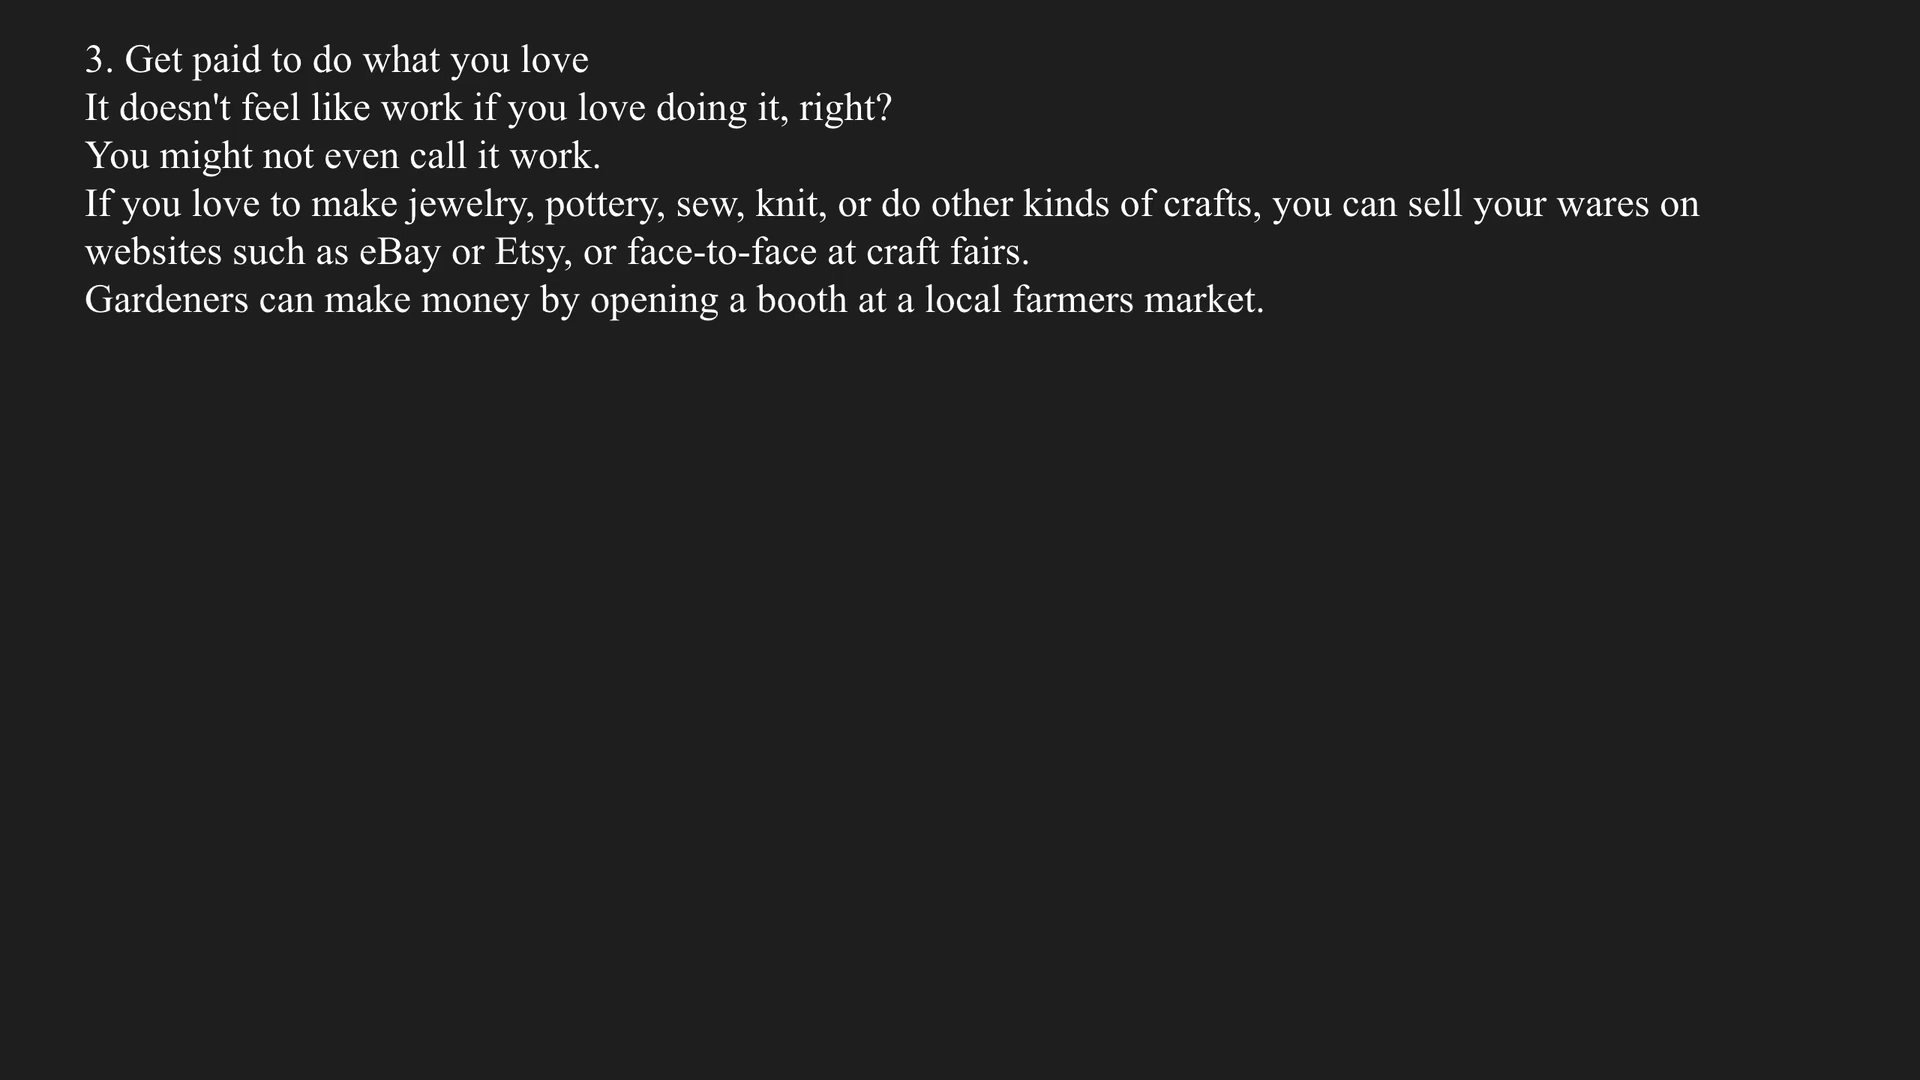 3. Get paid to do what you love
It doesn't feel like work if you love doing it, right?
You might not even call it work.
If you love to make jewelry, pottery, sew, knit, or do other kinds of crafts, you can sell your wares on
websites such as eBay or Etsy, or face-to-face at craft fairs.
Gardeners can make money by opening a booth at a local farmers market.